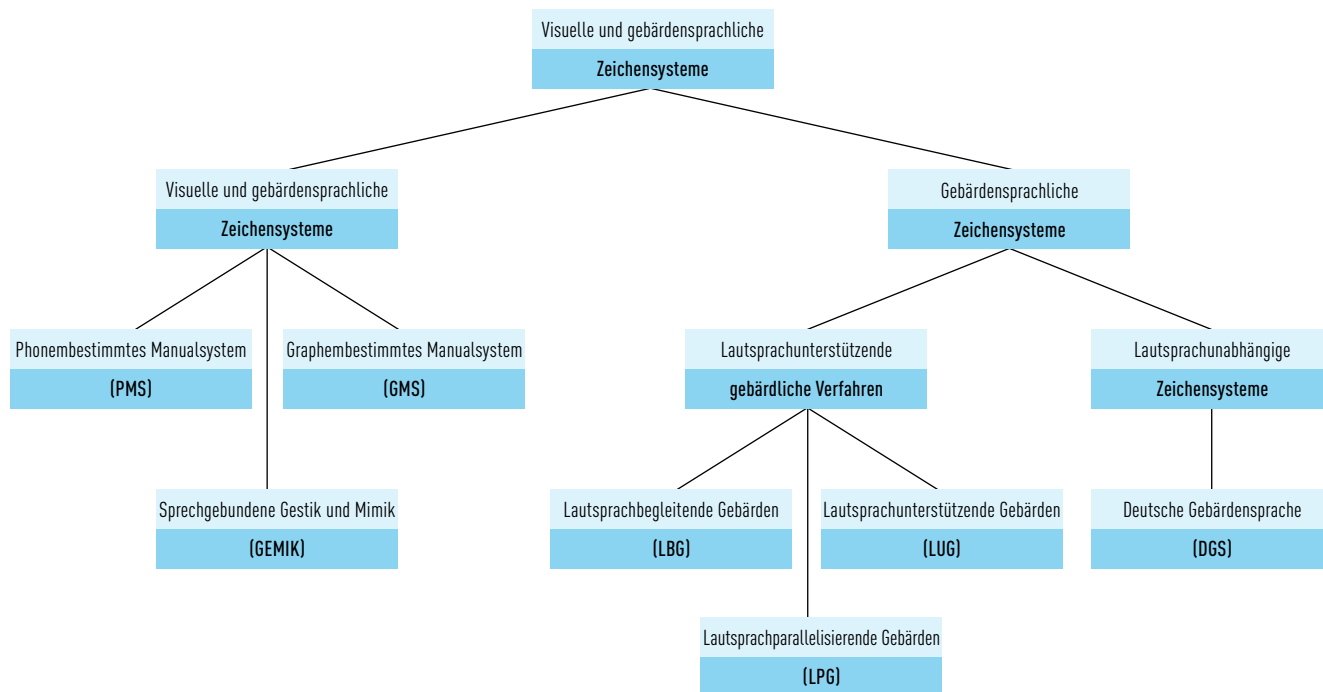 Visuelle und gebärdensprachliche
Zeichensysteme
Visuelle und gebärdensprachliche
Zeichensysteme
Gebärdensprachliche
Zeichensysteme
Phonembestimmtes Manualsystem
(PMS)
Graphembestimmtes Manualsystem
(GMS)
Lautsprachunterstützende
gebärdliche Verfahren
Lautsprachunabhängige
Zeichensysteme
Sprechgebundene Gestik und Mimik
(GEMIK)
Lautsprachbegleitende Gebärden
(LBG)
Lautsprachunterstützende Gebärden
(LUG)
Deutsche Gebärdensprache
(DGS)
Lautsprachparallelisierende Gebärden
(LPG)